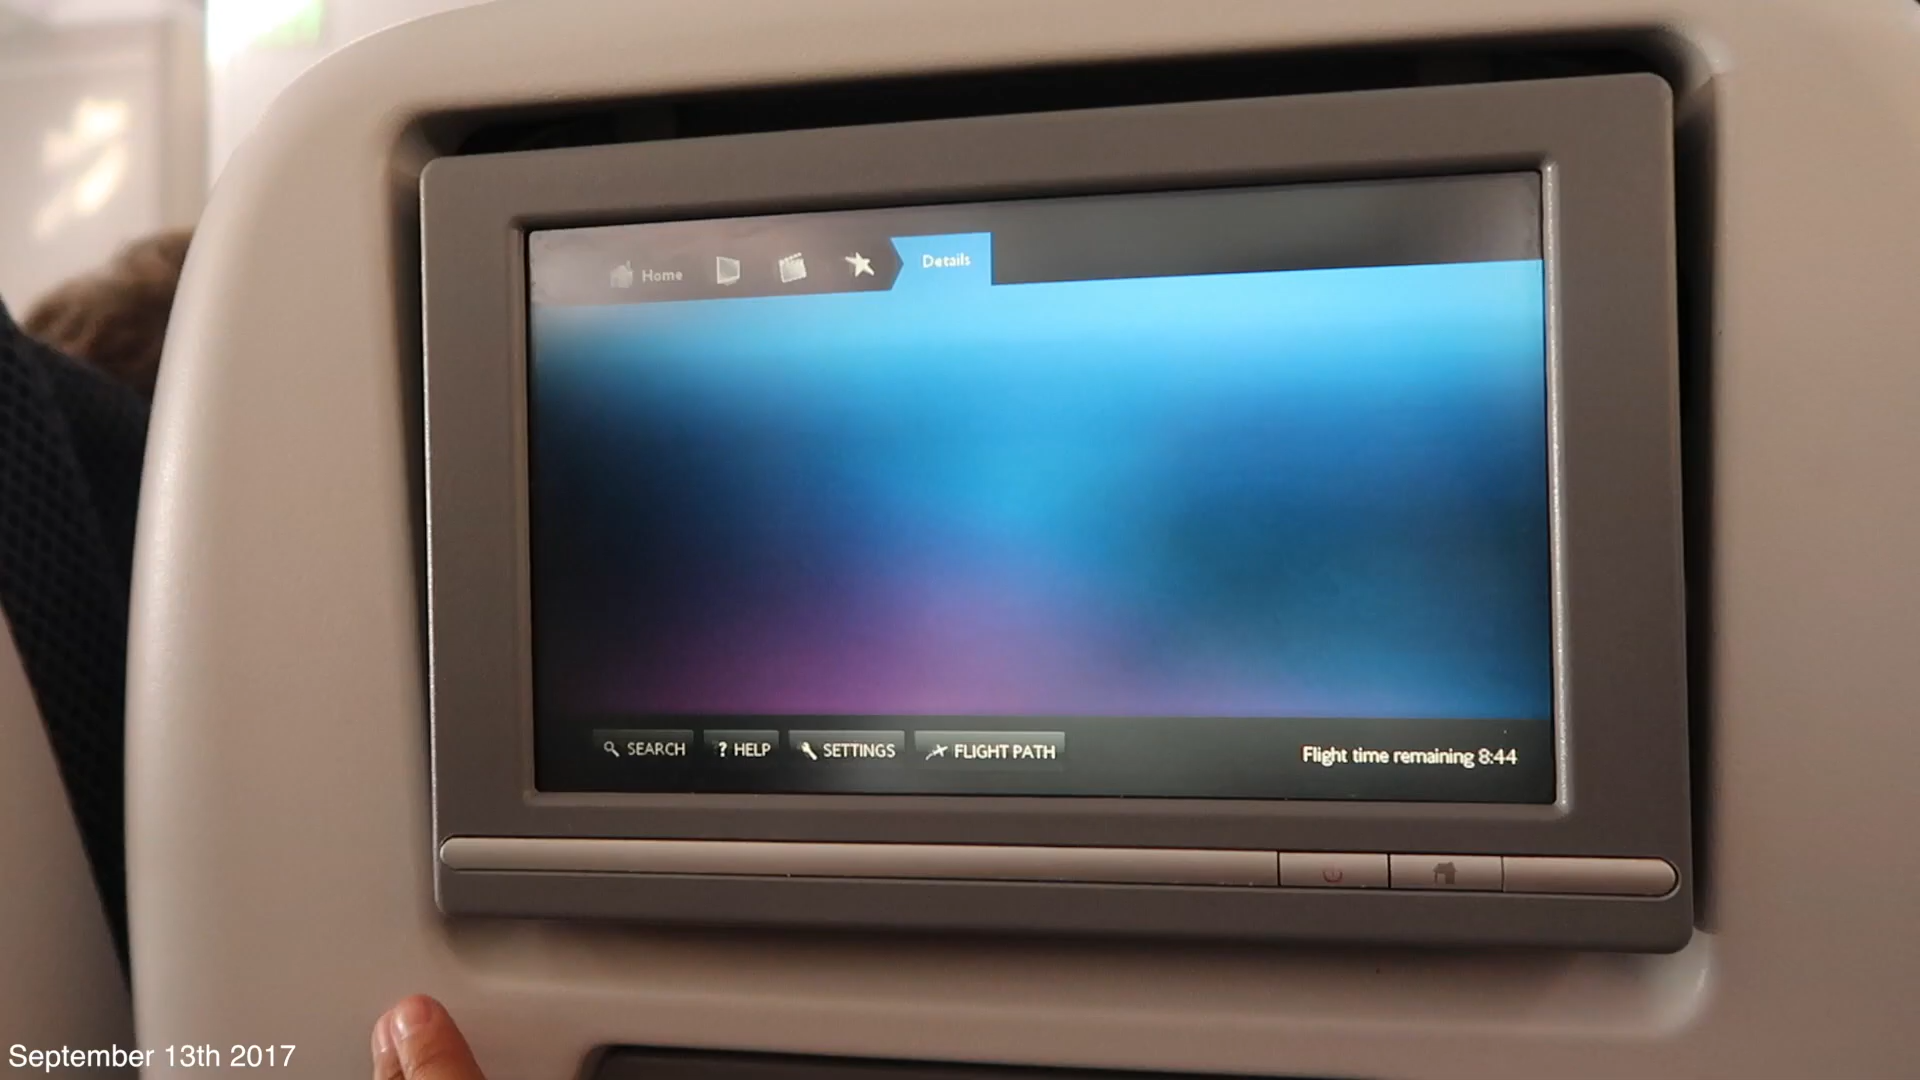 Home
Details
SEARCH ? HELP SETTINGS FLIGHT PATH
Flight time remaining 8:44
September 13th 2017